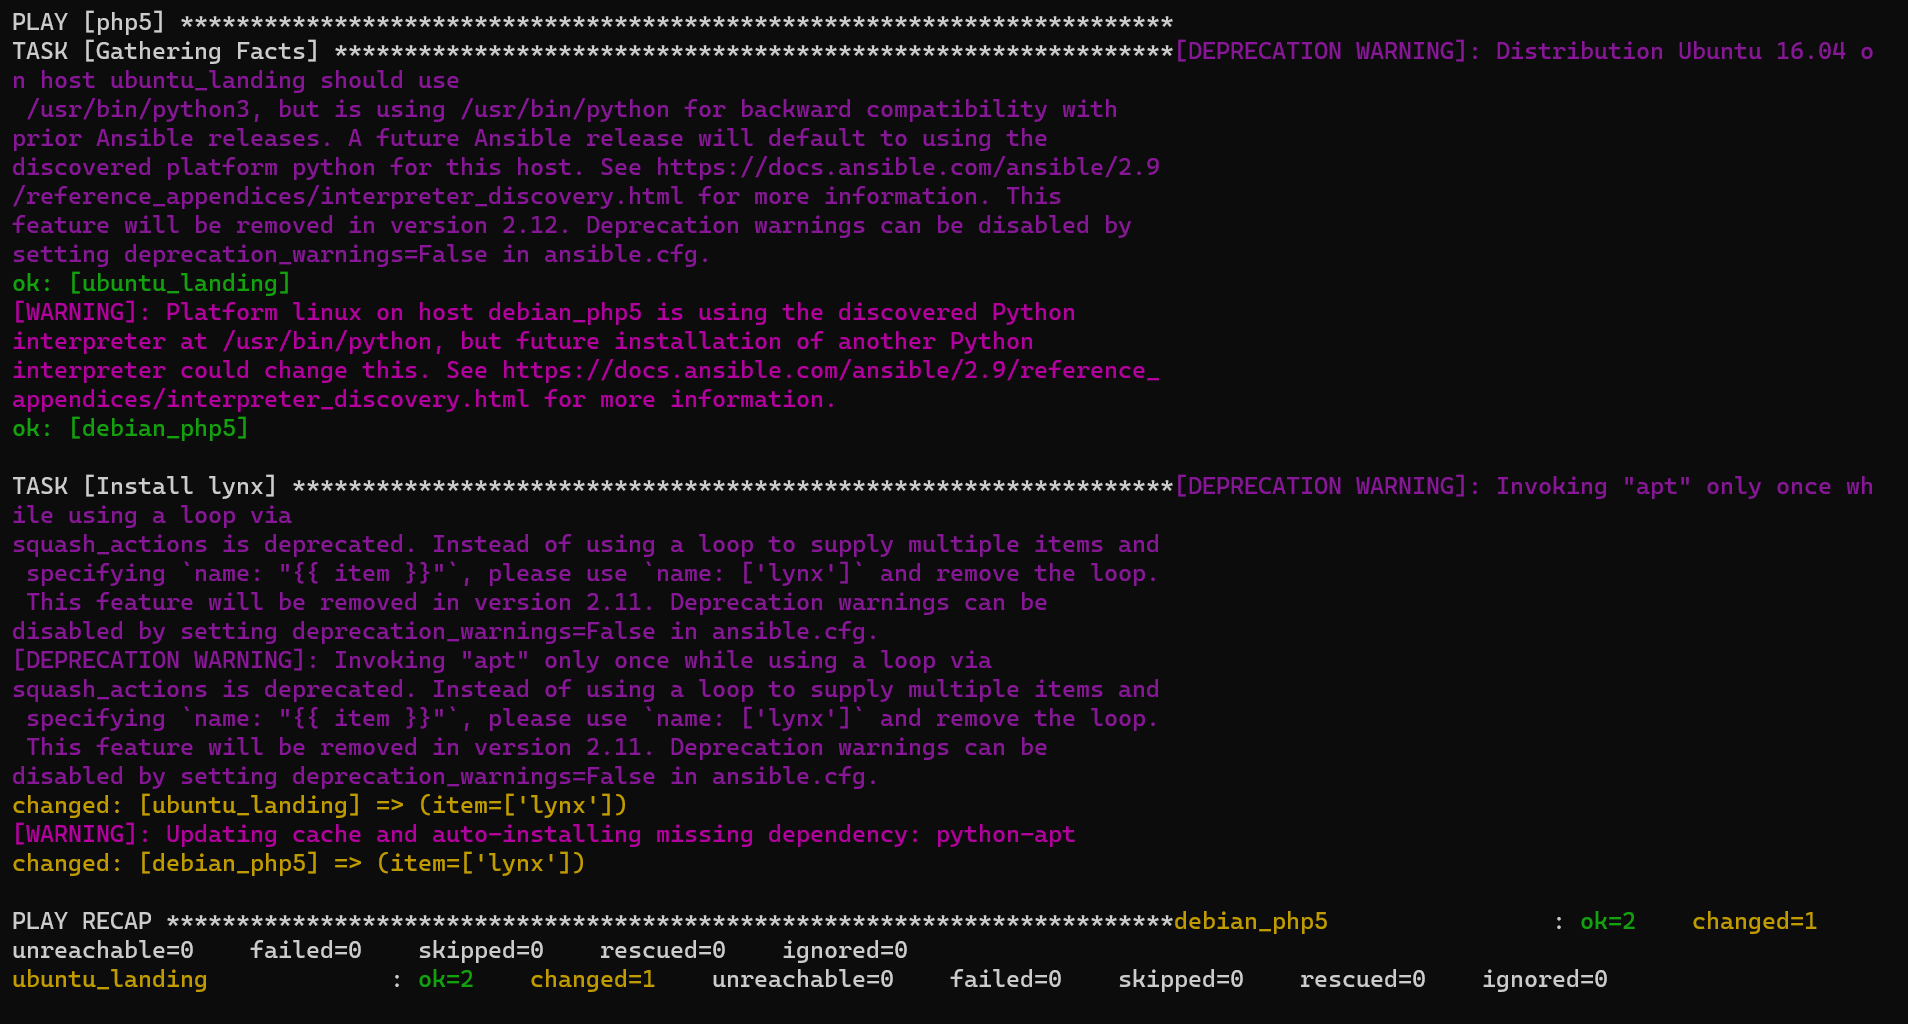 PLAY [php5] ***********************************************************************
TASK [Gathering Facts] ************************************************************[DEPRECATION WARNING]: Distribution Ubuntu 16.04 o
n host ubuntu_landing should use
 /usr/bin/python3, but is using /usr/bin/python for backward compatibility with
prior Ansible releases. A future Ansible release will default to using the
discovered platform python for this host. See https://docs.ansible.com/ansible/2.9
/reference_appendices/interpreter_discovery.html for more information. This
feature will be removed in version 2.12. Deprecation warnings can be disabled by
setting deprecation_warnings=False in ansible.cfg.
ok: [ubuntu_landing]
[WARNING]: Platform linux on host debian_php5 is using the discovered Python
interpreter at /usr/bin/python, but future installation of another Python
interpreter could change this. See https://docs.ansible.com/ansible/2.9/reference_
appendices/interpreter_discovery.html for more information.
ok: [debian_php5]
TASK [Install lynx] ***************************************************************[DEPRECATION WARNING]: Invoking "apt" only once wh
ile using a loop via
squash_actions is deprecated. Instead of using a loop to supply multiple items and
 specifying `name: "{{ item }}"`, please use `name: ['lynx']` and remove the loop.
 This feature will be removed in version 2.11. Deprecation warnings can be
disabled by setting deprecation_warnings=False in ansible.cfg.
[DEPRECATION WARNING]: Invoking "apt" only once while using a loop via
squash_actions is deprecated. Instead of using a loop to supply multiple items and
 specifying `name: "{{ item }}"`, please use `name: ['lynx']` and remove the loop.
 This feature will be removed in version 2.11. Deprecation warnings can be
disabled by setting deprecation_warnings=False in ansible.cfg.
changed: [ubuntu_landing] => (item=['lynx'])
[WARNING]: Updating cache and auto-installing missing dependency: python-apt
changed: [debian_php5] => (item=['lynx'])
PLAY RECAP ************************************************************************debian_php5                : ok=2    changed=1
unreachable=0    failed=0    skipped=0    rescued=0    ignored=0
ubuntu_landing             : ok=2    changed=1    unreachable=0    failed=0    skipped=0    rescued=0    ignored=0